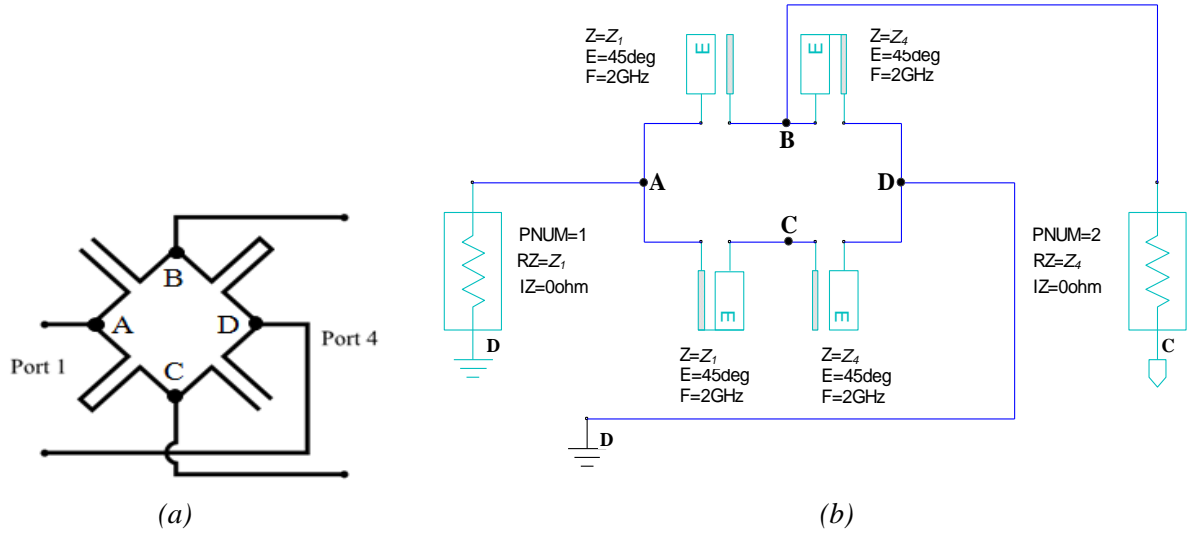 B
A
D
C
Port 1
Port 4
(a)
Z=Z1
E=45deg
F=2GHz
E
E
Z=Z4
E=45deg
F=2GHz
B
A
D
C
PNUM=1
RZ=Z1
IZ=0ohm
D
E
E
Z=Z1
E=45deg
F=2GHz
Z=Z4
E=45deg
F=2GHz
PNUM=2
RZ=Z4
IZ=0ohm
C
D
(b)